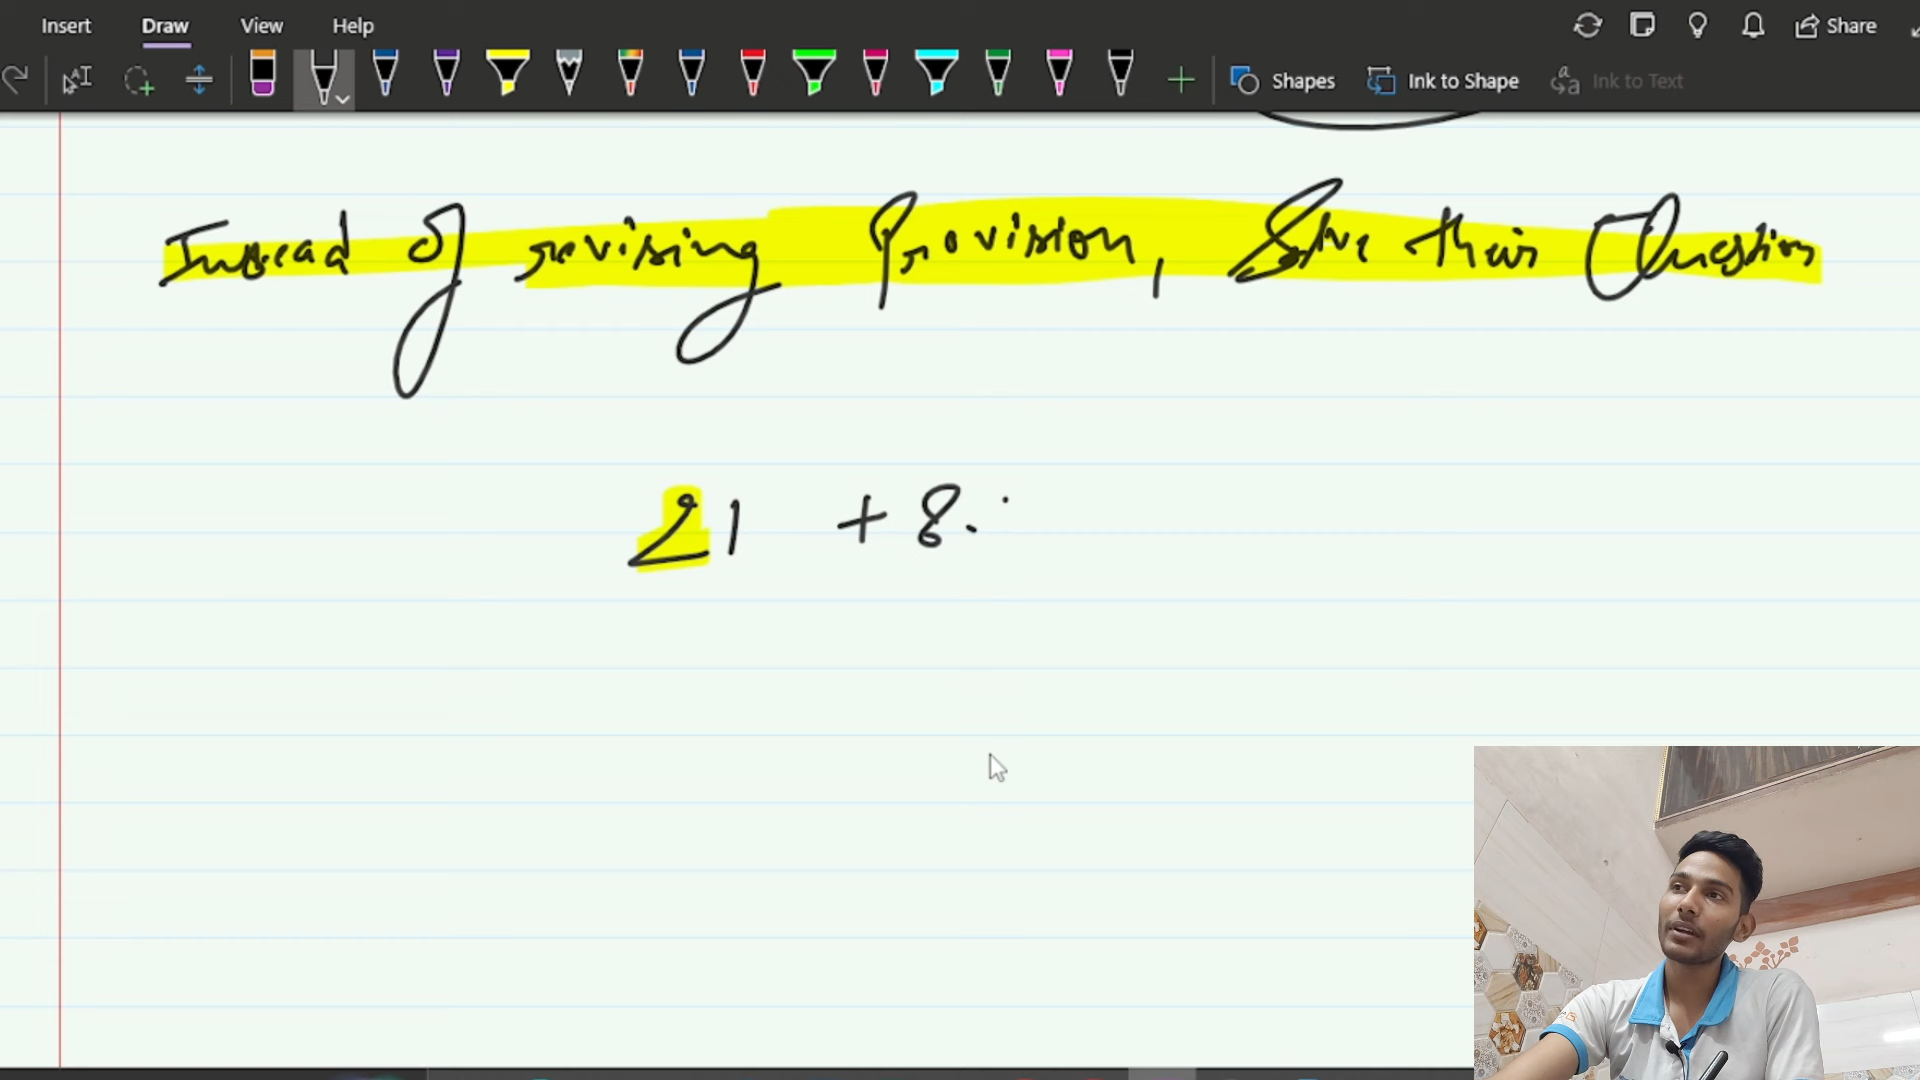 Insert Draw View Help Share
Shapes Ink to Shape Ink to Text
Instead of revising Provision, Solve their Question
21 + 8.